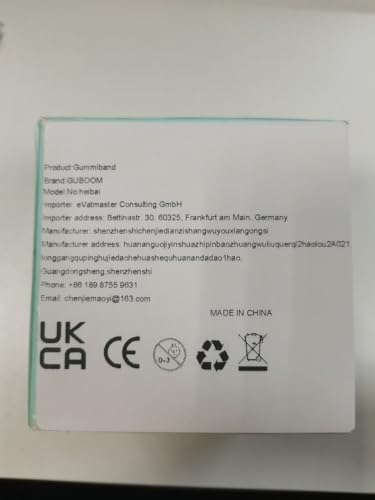 Product:Gummiband
Brand:GUBOOM
Model No:heibai
Importer: eVatmaster Consulting GmbH
Importer address: Bettinastr. 30, 60325, Frankfurt am Main, Germany
Manufacturer: shenzhenshichenjiedianzishangwuyouxiangongsi
Manufacturer address: huananguojiyinshuazhipinbaozhuangwuliuquerqi2haolou2A021,
longgangqupinghujiedaohehuashequhuanandadao1hao,
Guangdongsheng,shenzhenshi
Phone: +86 189 8755 9631
Email: chenjiemaoyi@163.com
MADE IN CHINA
UK
CA CE 0-3